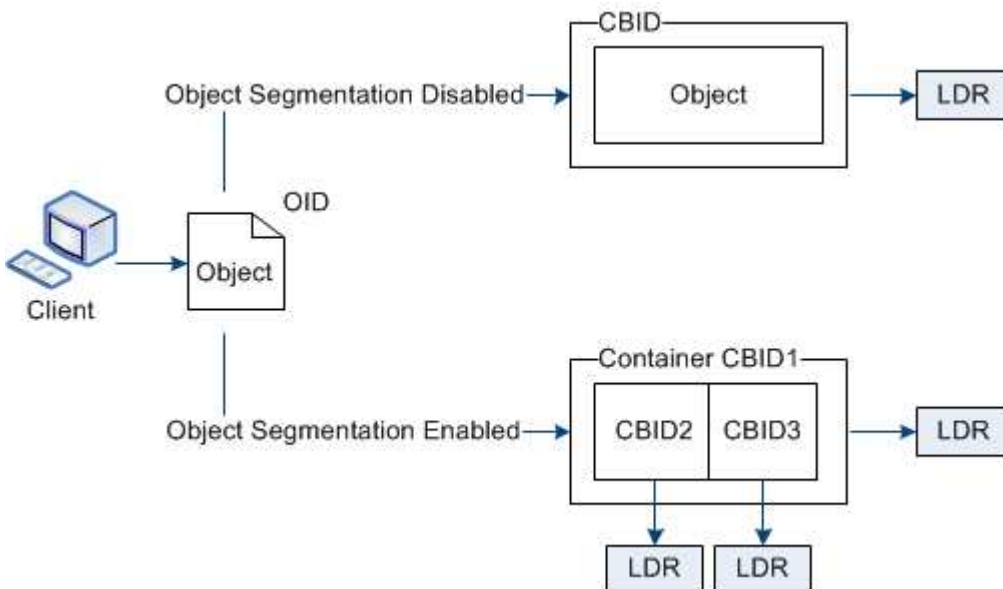 CBID
Object Segmentation Disabled
Object
LDR
OID
Object
Client
Container CBID1
Object Segmentation Enabled
CBID2
CBID3
LDR
LDR
LDR